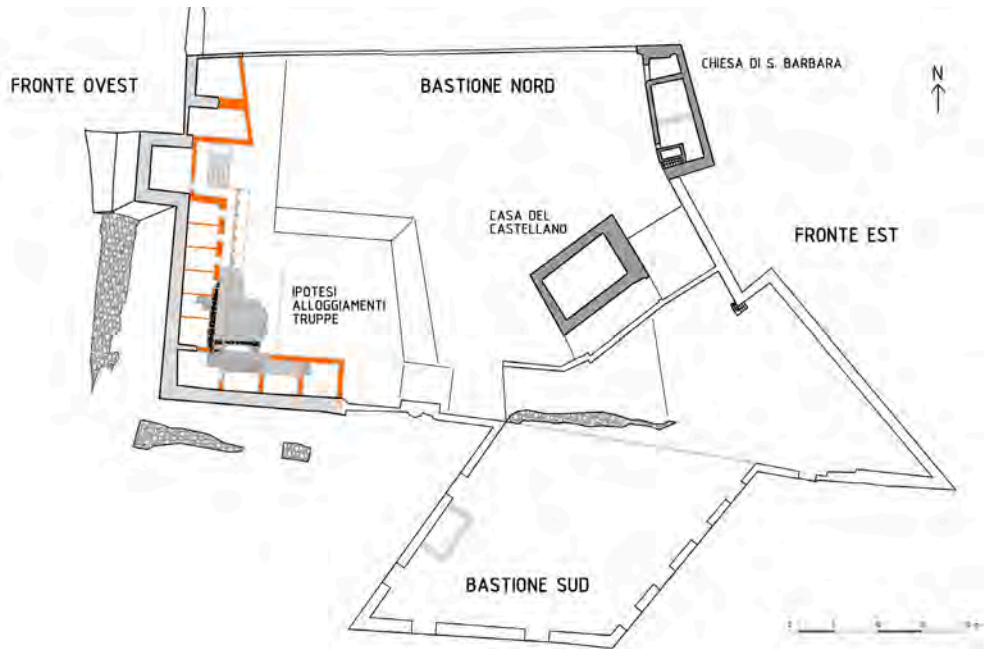 CHIESA DI S. BARBARA
FRONTE OVEST
BASTIONE NORD
N
CASA DEL
CASTELLANO
FRONTE EST
IPOTESI
ALLOGGIAMENTI
TRUPPE
BASTIONE SUD